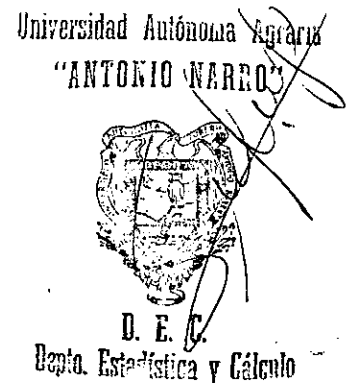 Universidad Autónoma Agraria
"ANTONIO NARRO"
D. E. C.
Depto. Estadística y Cálculo